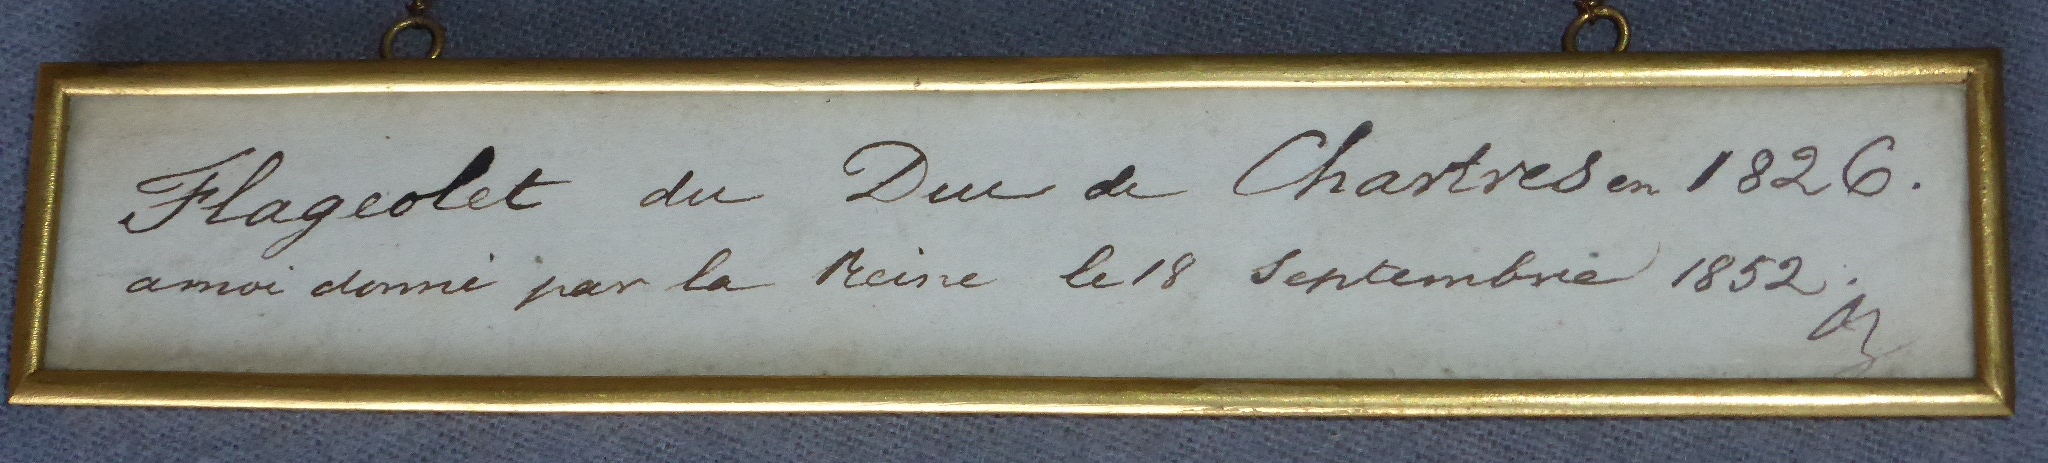 Flageolet du Duc de Chartres en 1826.
a moi donné par la Reine le 18 Septembre 1852.